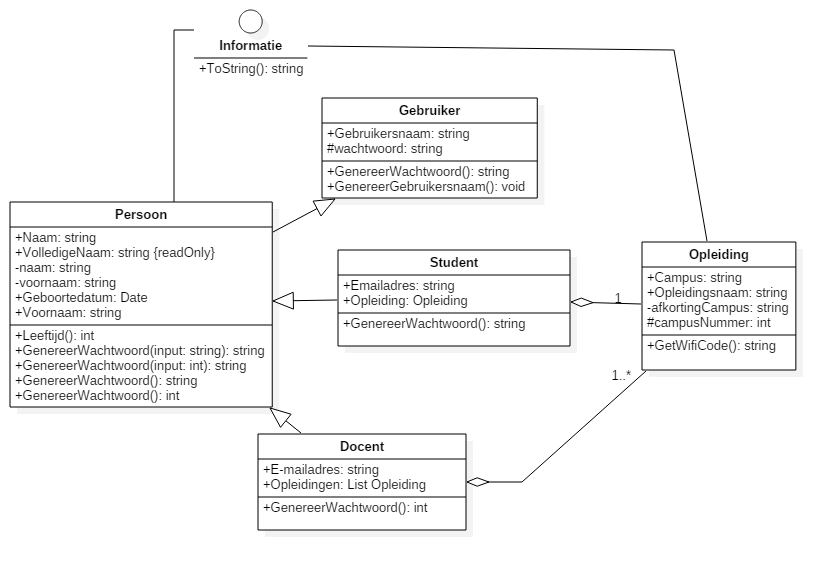 Informatie
+ToString(): string
Gebruiker
+Gebruikersnaam: string
#wachtwoord: string
+GenereerWachtwoord(): string
+GenereerGebruikersnaam(): void
Persoon
+Naam: string
+VolledigeNaam: string {readOnly}
-naam: string
-voornaam: string
+Geboortedatum: Date
+Voornaam: string
+Leeftijd(): int
+GenereerWachtwoord(input: string): string
+GenereerWachtwoord(input: int): string
+GenereerWachtwoord(): string
+GenereerWachtwoord(): int
Student
+Emailadres: string
+Opleiding: Opleiding
+GenereerWachtwoord(): string
1
Opleiding
+Campus: string
+Opleidingsnaam: string
-afkortingCampus: string
#campusNummer: int
+GetWifiCode(): string
1..*
Docent
+E-mailadres: string
+Opleidingen: List Opleiding
+GenereerWachtwoord(): int